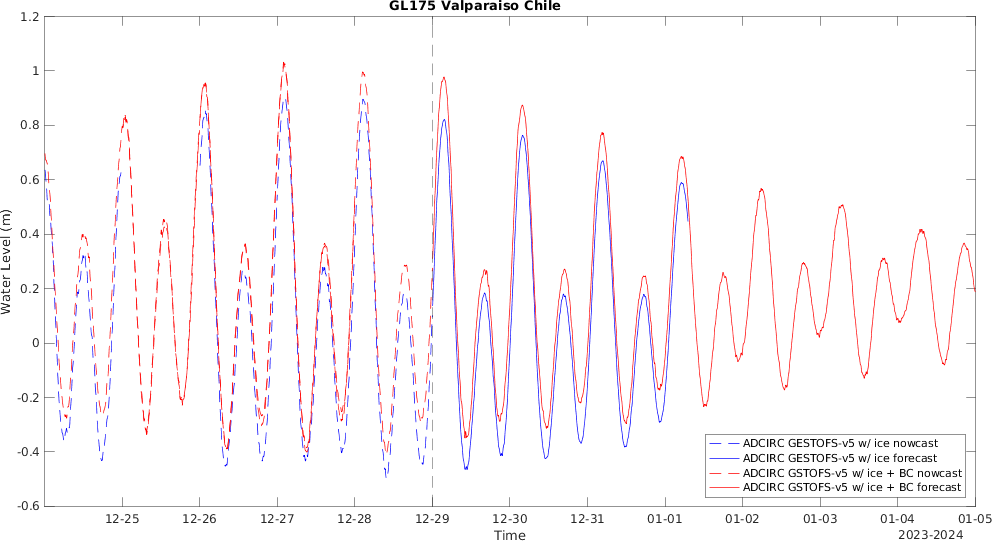 GL175 Valparaiso Chile
1.2
1
0.8
0.6
0.4
0.2
0
-0.2
-0.4
-0.6
Water Level (m)
12-25 12-26 12-27 12-28 12-29 12-30 12-31 01-01 01-02 01-03 01-04 01-05
Time
2023-2024
ADCIRC GESTOFS-v5 w/ ice nowcast
ADCIRC GESTOFS-v5 w/ ice forecast
ADCIRC GSTOFS-v5 w/ ice + BC nowcast
ADCIRC GSTOFS-v5 w/ ice + BC forecast